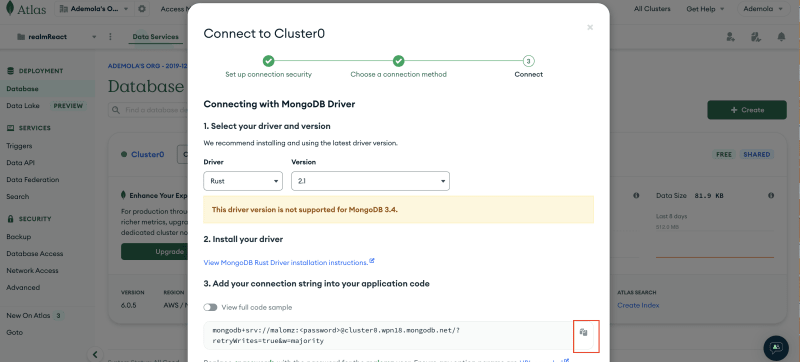 Atlas
Ademola's O...
Access M
All Clusters
Get Help
Ademola
realmReact
Data Services
DEPLOYMENT
Database
Data Lake
PREVIEW
SERVICES
Triggers
Data API
Data Federation
Search
SECURITY
Backup
Database Access
Network Access
Advanced
New On Atlas 3
Goto
ADEMOLA'S ORG - 2019-12
Database
Find a database d
+ Create
Cluster0
FREE
SHARED
Enhance Your Exp
For production throu
richer metrics, upgra
dedicated cluster no
Upgrade
Data Size 81.9 KB
Last 8 days
512.0 MB
VERSION
6.0.5
REGION
AWS / N
ATLAS SEARCH
Create Index
Connect to Cluster0
Set up connection security
Choose a connection method
3
Connect
Connecting with MongoDB Driver
1. Select your driver and version
We recommend installing and using the latest driver version.
Driver
Version
Rust
2.1
This driver version is not supported for MongoDB 3.4.
2. Install your driver
View MongoDB Rust Driver installation instructions.
3. Add your connection string into your application code
View full code sample
mongodb+srv://malomz:<password>@cluster0.wpn18.mongodb.net/?
retryWrites=true&w=majority